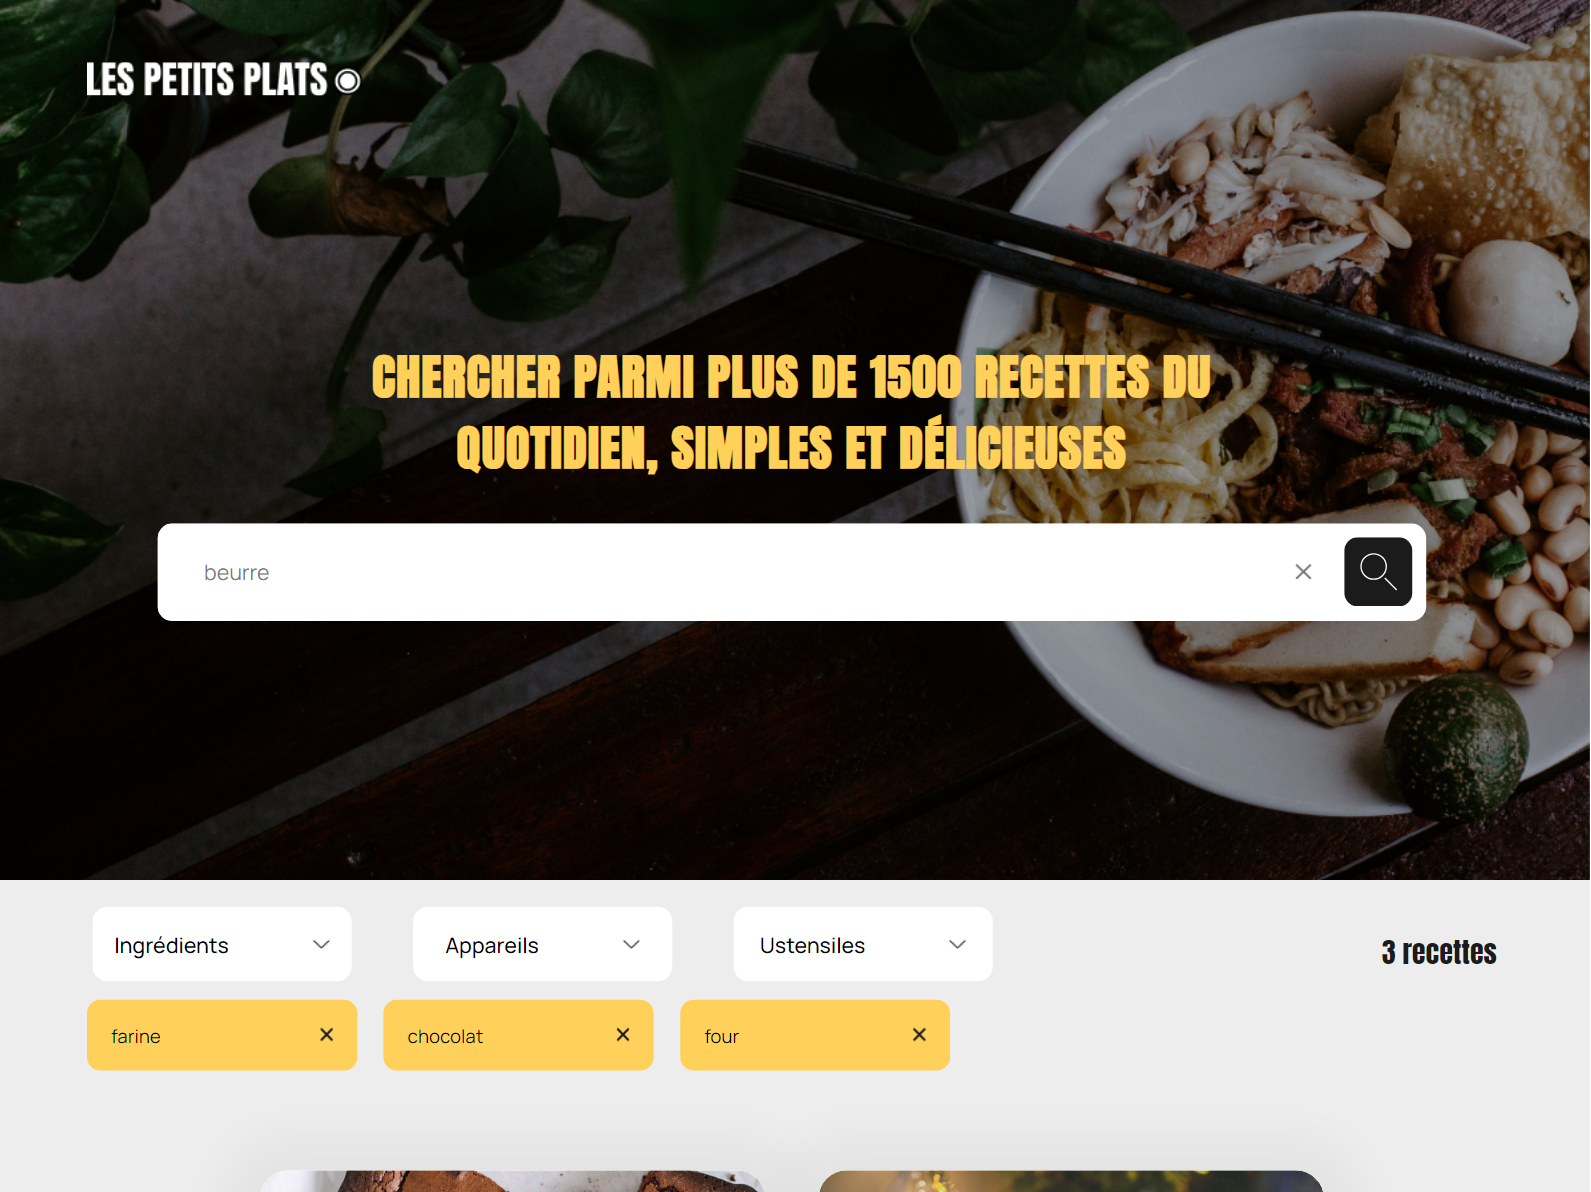 LES PETITS PLATS
CHERCHER PARMI PLUS DE 1500 RECETTES DU
QUOTIDIEN, SIMPLES ET DÉLICIEUSES
beurre
Ingrédients
Appareils
Ustensiles
3 recettes
farine
chocolat
four